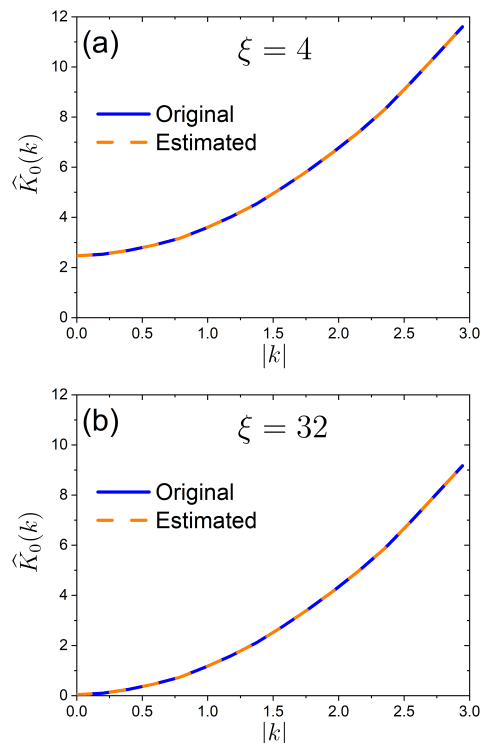 (a)
ξ = 4
Original
Estimated
K̂₀(k)
12
10
8
6
4
2
0
0.0 0.5 1.0 1.5 2.0 2.5 3.0
|k|
(b)
ξ = 32
Original
Estimated
K̂₀(k)
12
10
8
6
4
2
0
0.0 0.5 1.0 1.5 2.0 2.5 3.0
|k|